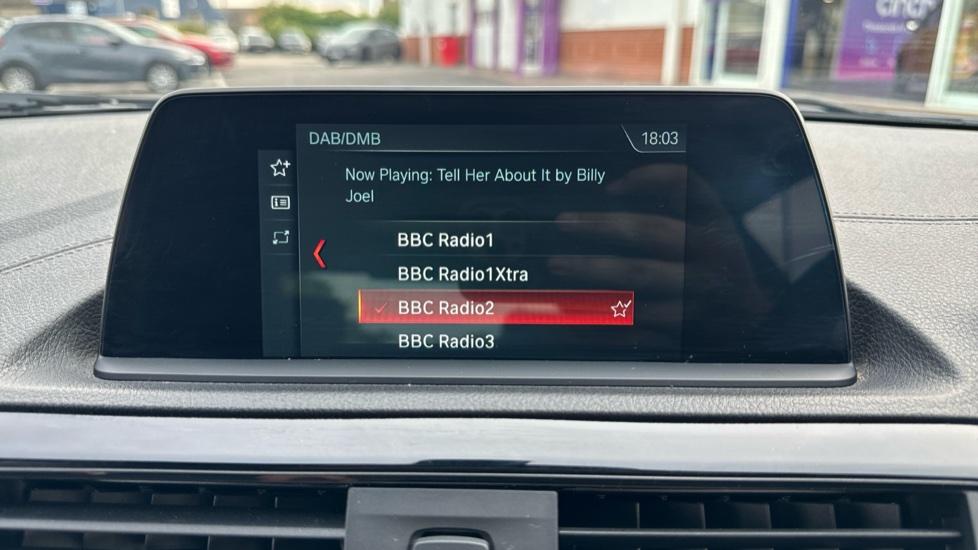 DAB/DMB 18:03
Now Playing: Tell Her About It by Billy
Joel
BBC Radio1
BBC Radio1Xtra
BBC Radio2
BBC Radio3